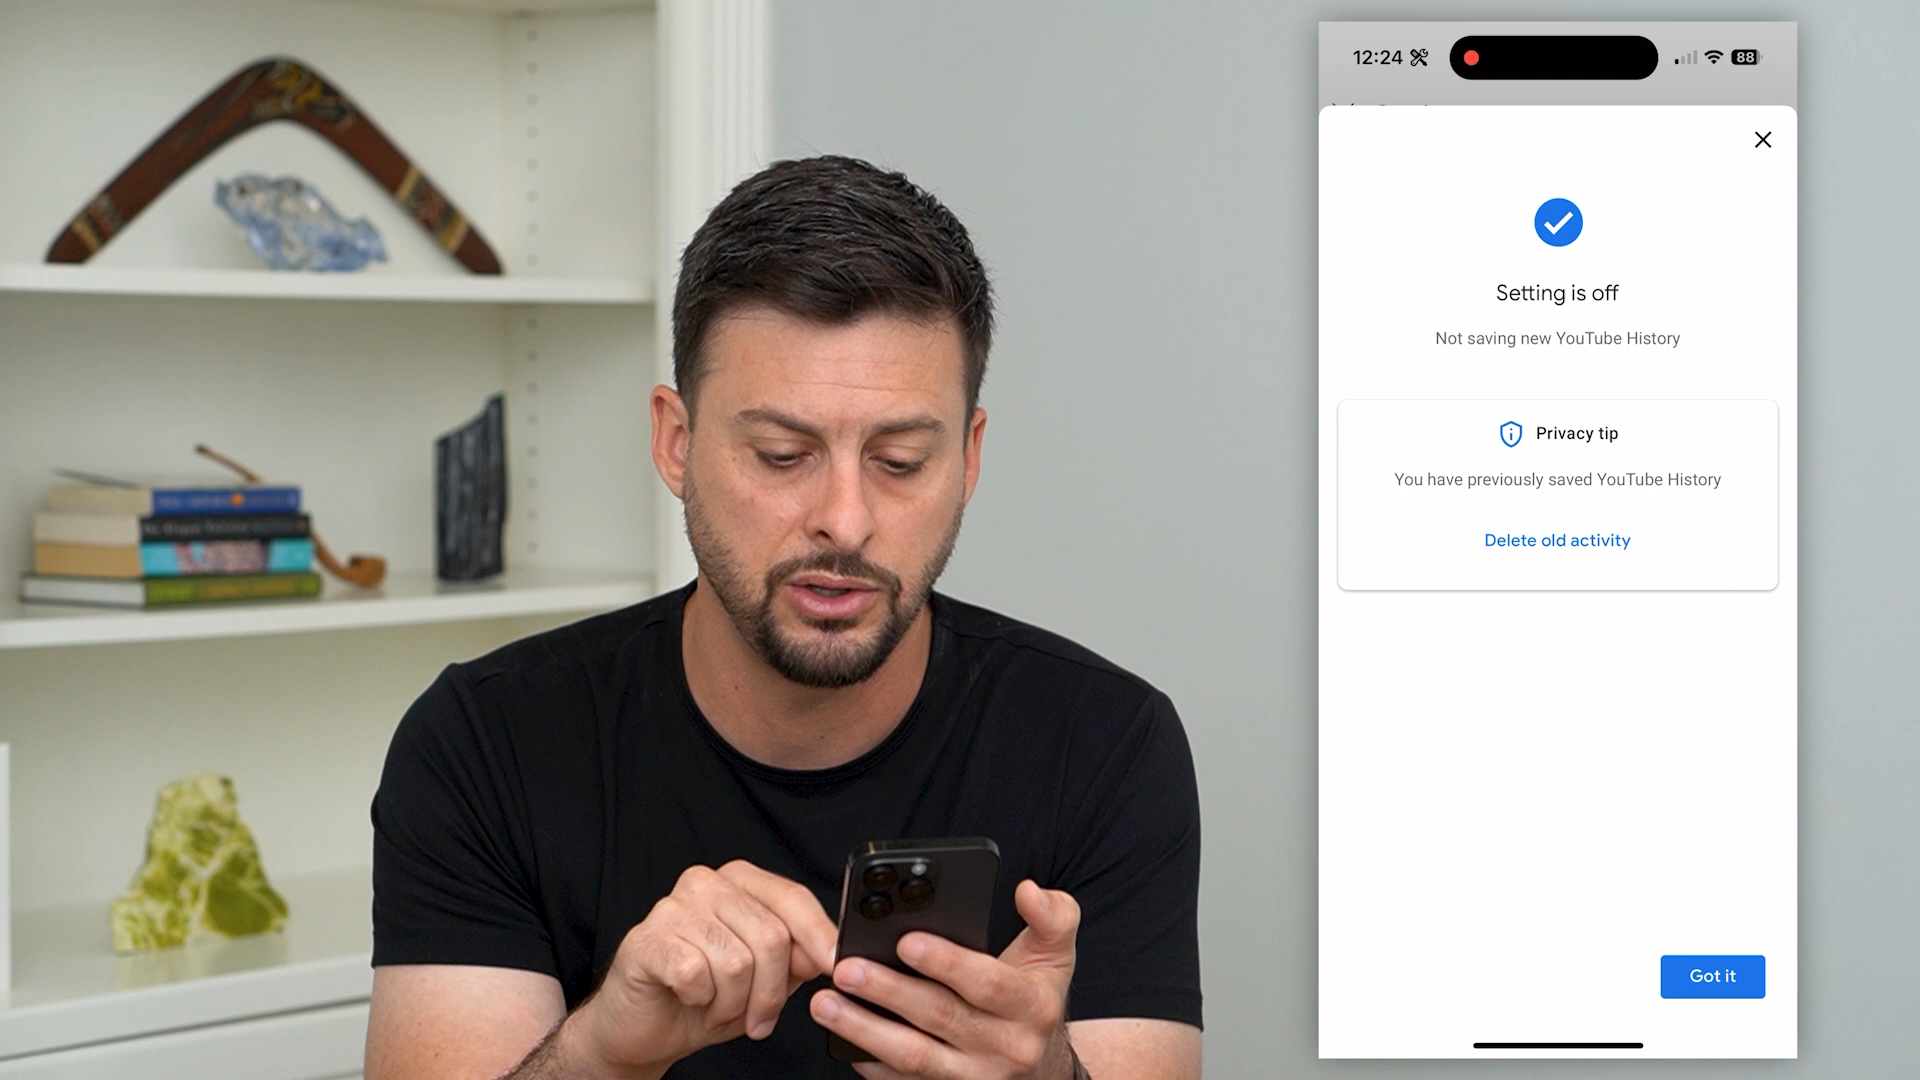 12:24
88
Setting is off
Not saving new YouTube History
Privacy tip
You have previously saved YouTube History
Delete old activity
Got it